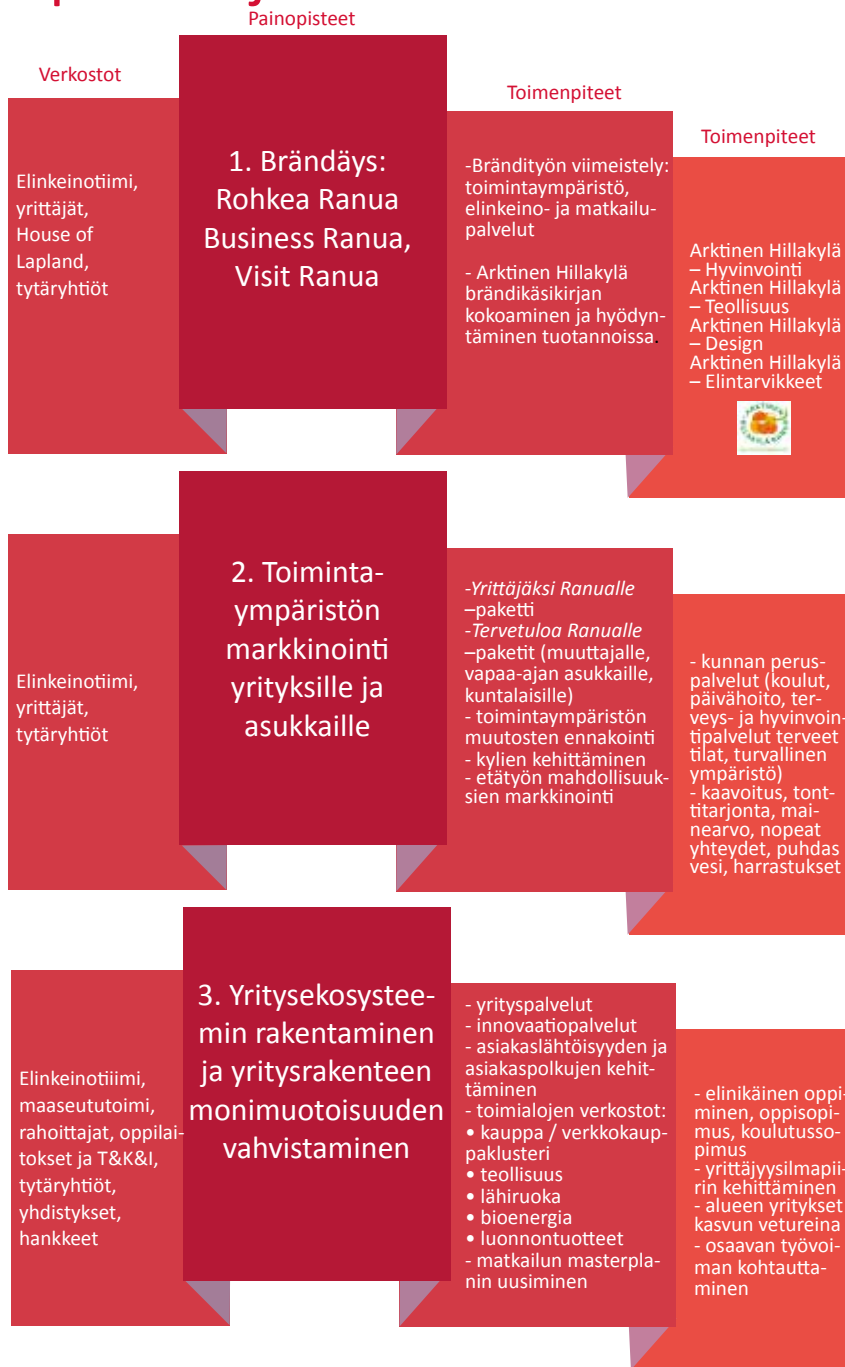 Painopisteet
Verkostot
Toimenpiteet
Toimenpiteet
Elinkeinotiimi,
yrittäjät,
House of
Lapland,
tytäryhtiöt
1. Brändäys:
Rohkea Ranua
Business Ranua,
Visit Ranua
-Brändityön viimeistely:
toimintaympäristö,
elinkeino- ja matkailu-
palvelut
- Arktinen Hillakylä
brändikäsikirjan
kokoaminen ja hyödyn-
täminen tuotannoissa.
Arktinen Hillakylä
– Hyvinvointi
Arktinen Hillakylä
– Teollisuus
Arktinen Hillakylä
– Design
Arktinen Hillakylä
– Elintarvikkeet
Elinkeinotiimi,
yrittäjät,
tytäryhtiöt
2. Toiminta-
ympäristön
markkinointi
yrityksille ja
asukkaille
-Yrittäjäksi Ranualle
–paketti
-Tervetuloa Ranualle
–paketit (muuttajalle,
vapaa-ajan asukkaille,
kuntalaisille)
- toimintaympäristön
muutosten ennakointi
- kylien kehittäminen
- etätyön mahdollisuuk-
sien markkinointi
- kunnan perus-
palvelut (koulut,
päivähoito, ter-
veys- ja hyvinvoin-
tipalvelut terveet
tilat, turvallinen
ympäristö)
- kaavoitus, tont-
titarjonta, mai-
nearvo, nopeat
yhteydet, puhdas
vesi, harrastukset
Elinkeinotiiimi,
maaseututoimi,
rahoittajat, oppilai-
tokset ja T&K&I,
tytäryhtiöt,
yhdistykset,
hankkeet
3. Yritysekosystee-
min rakentaminen
ja yritysrakenteen
monimuotoisuuden
vahvistaminen
- yrityspalvelut
- innovaatiopalvelut
- asiakaslähtöisyyden ja
asiakaspolkujen kehit-
täminen
- toimialojen verkostot:
• kauppa / verkkokaup-
paklusteri
• teollisuus
• lähiruoka
• bioenergia
• luonnontuotteet
- matkailun masterpla-
nin uusiminen
- elinikäinen oppi-
minen, oppisopi-
mus, koulutusso-
pimus
- yrittäjyysilmapii-
rin kehittäminen
- alueen yritykset
kasvun vetureina
- osaavan työvoi-
man kohtautta-
minen